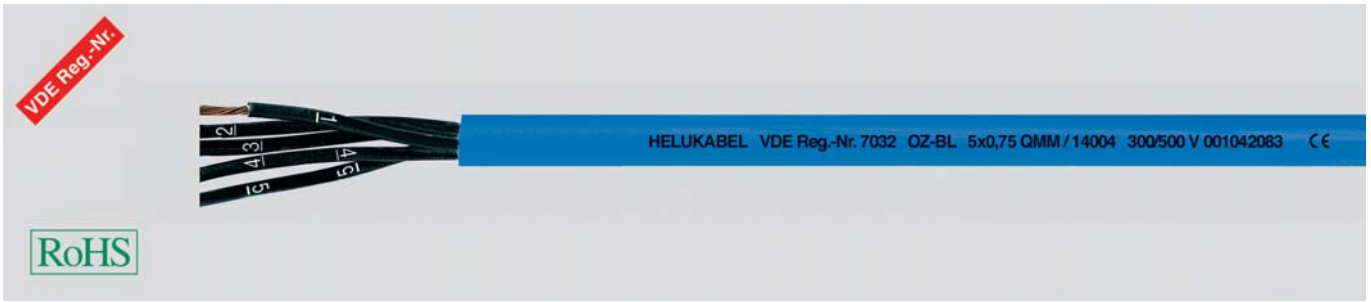 VDE Reg.-Nr.
HELUKABEL VDE Reg.-Nr. 7032 OZ-BL 5x0,75 QMM / 14004 300/500 V 001042083 CE
1
2
3
4
4
5
5
RoHS